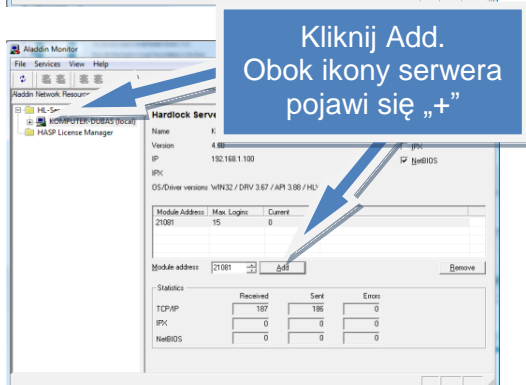 Kliknij Add.
Obok ikony serwera
pojawi się „+”
Aladdin Monitor
File Services View Help
Aladdin Network Resource
HL-Se
KOMPUTER-DUBAS (local)
HASP License Manager
Hardlock Serve
Name K
Version 4.68
IP 192.168.1.100
IPX
IPX
NetBIOS
OS/Driver versions WIN32 / DRV 3.67 / API 3.88 / HL
Module Address Max. Logins Current
21081 15 0
Module address 21081 Add Remove
Statistics
Received Sent Errors
TCP/IP 187 186 0
IPX 0 0 0
NetBIOS 0 0 0